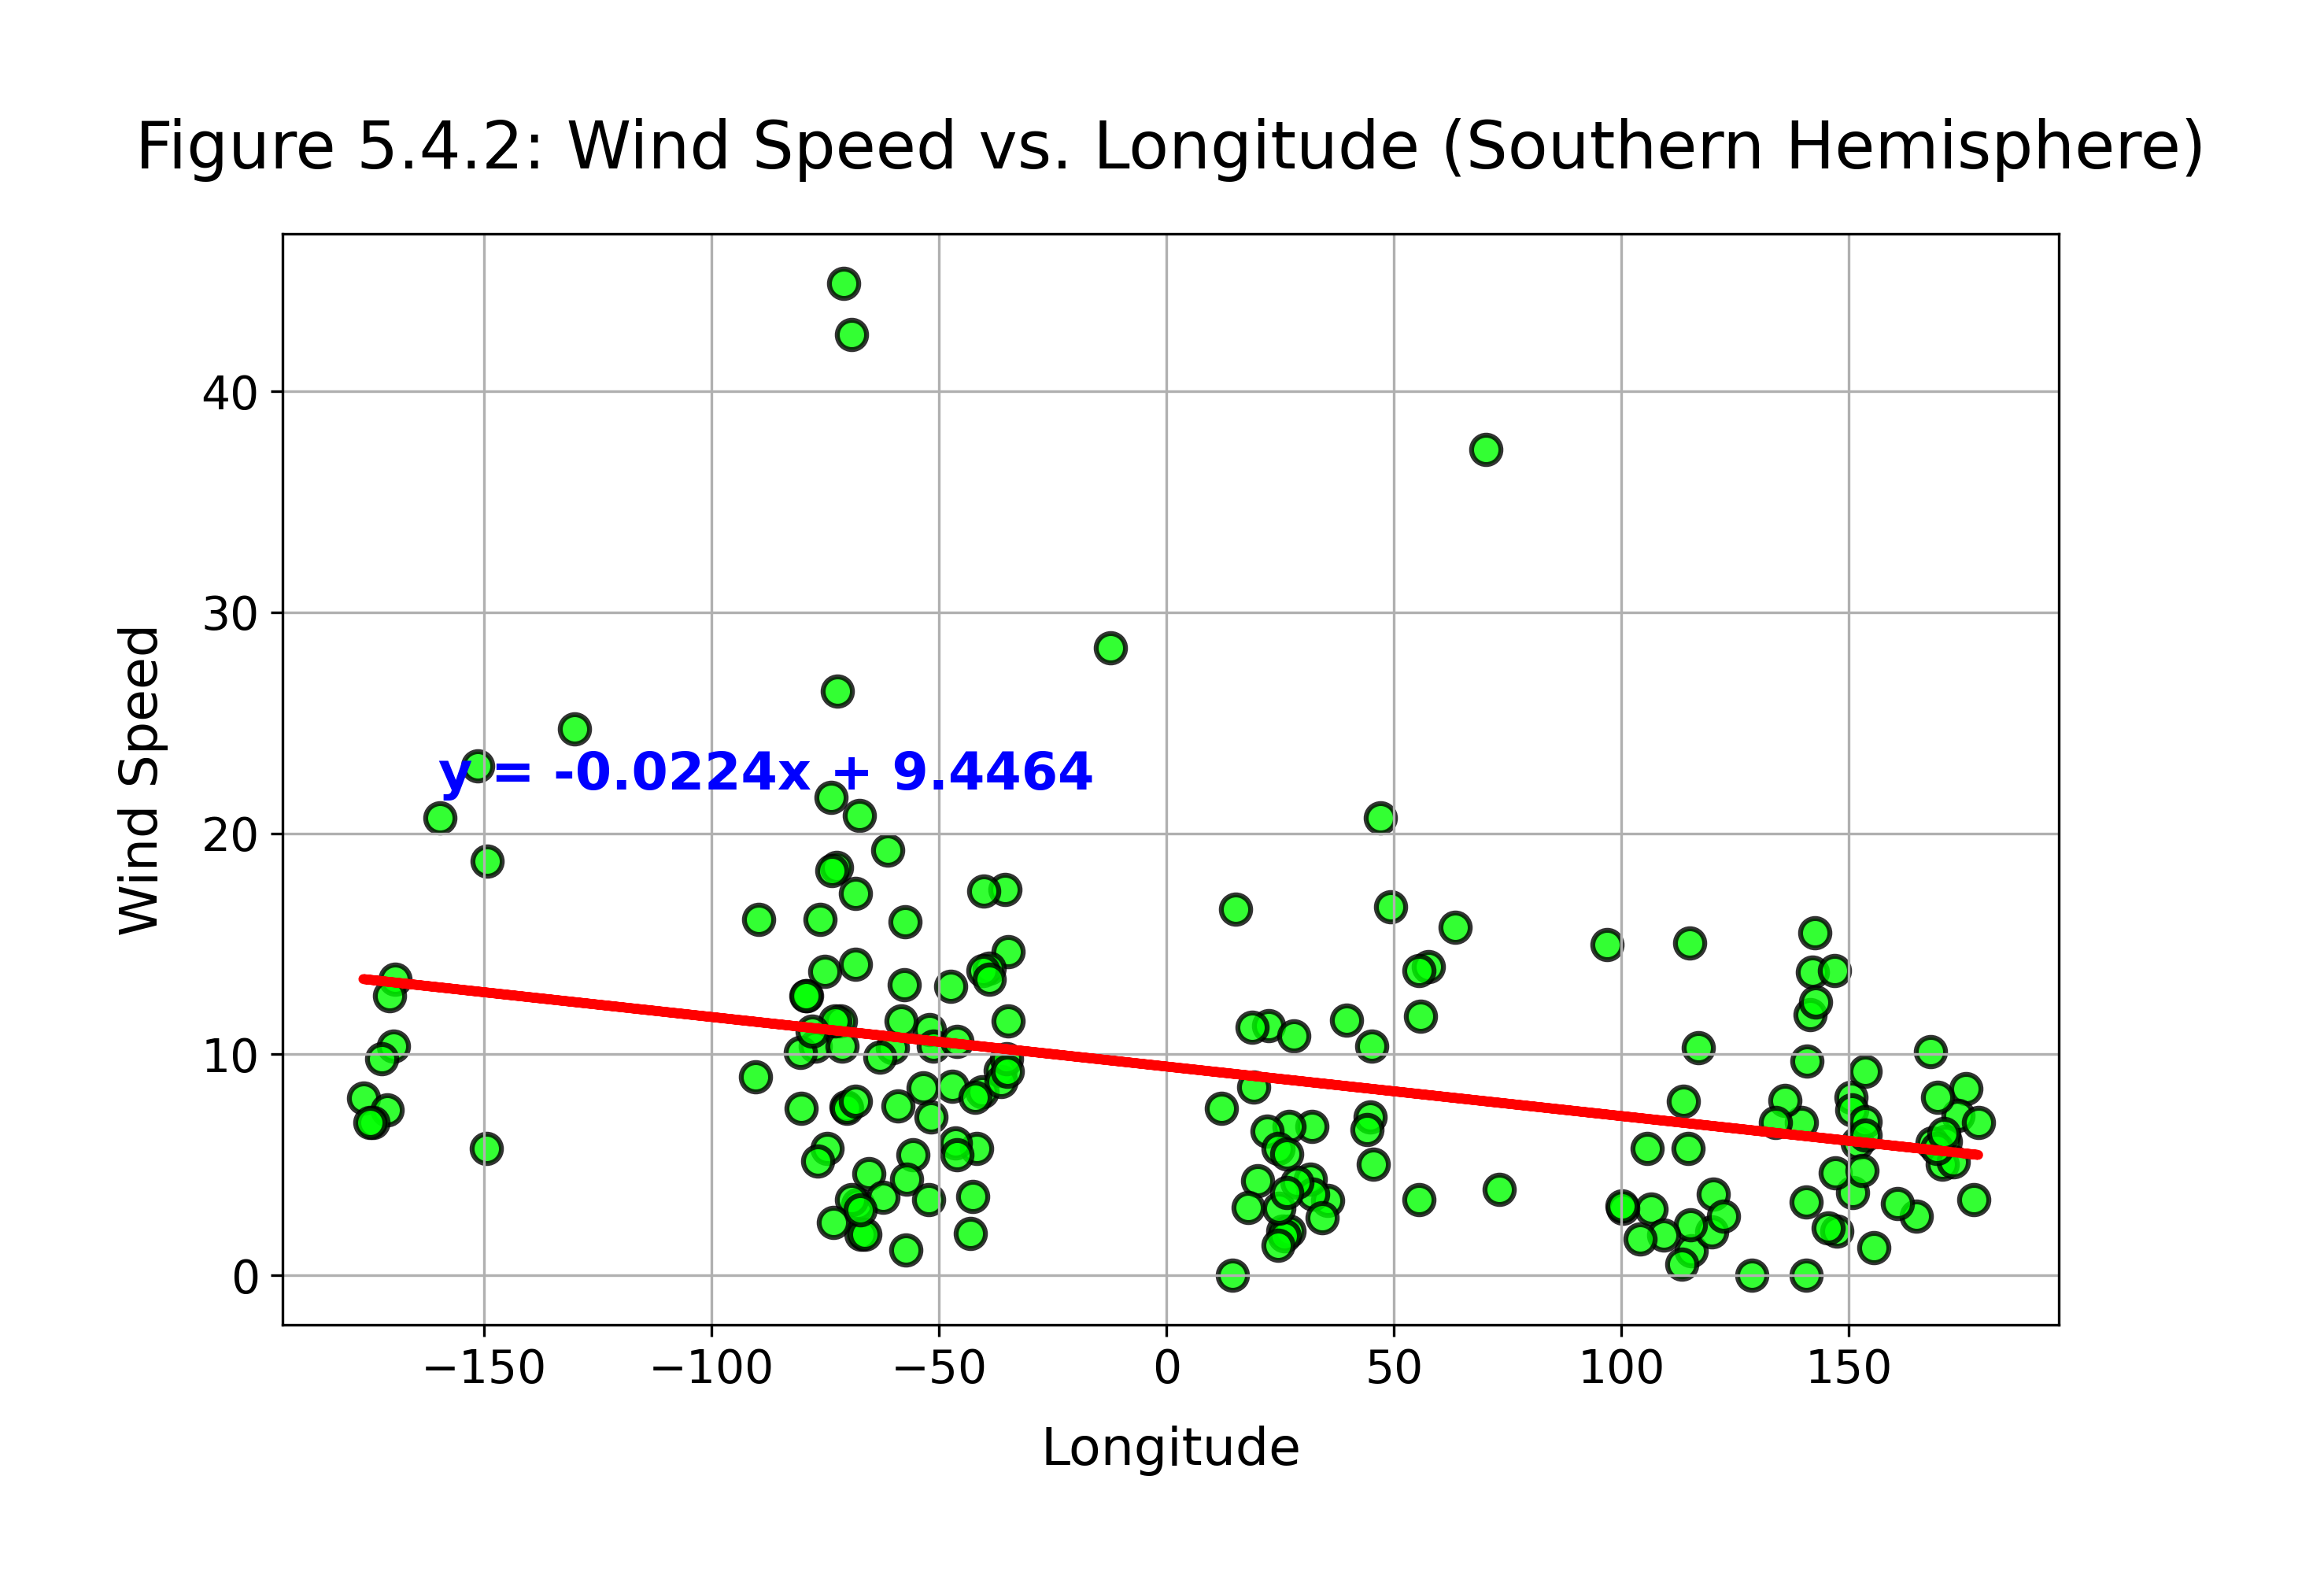 Figure 5.4.2: Wind Speed vs. Longitude (Southern Hemisphere)
Wind Speed
40
30
20
10
0
y = -0.0224x + 9.4464
−150 −100 −50 0 50 100 150
Longitude